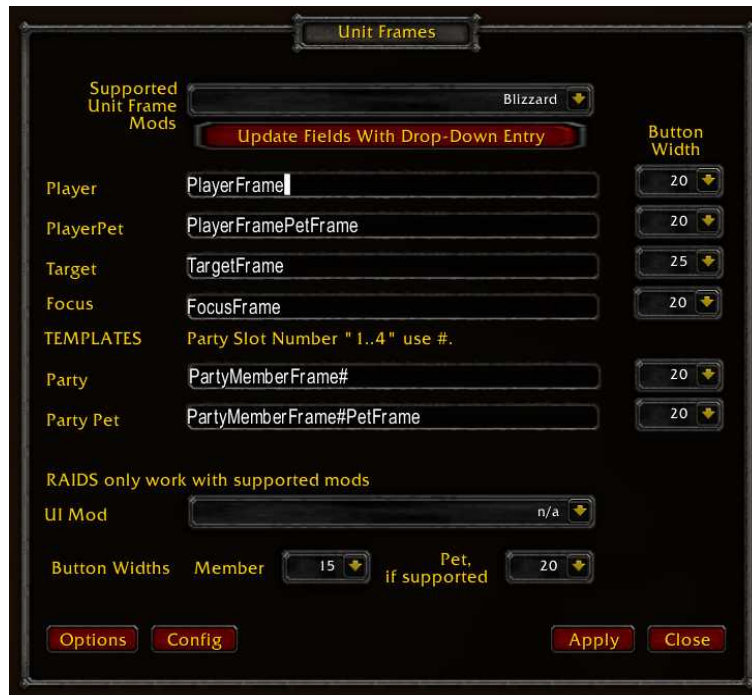 Unit Frames
Supported
Unit Frame
Mods
Blizzard
Update Fields With Drop-Down Entry
Button
Width
Player PlayerFrame 20
PlayerPet PlayerFramePetFrame 20
Target TargetFrame 25
Focus FocusFrame 20
TEMPLATES Party Slot Number "1..4" use #.
Party PartyMemberFrame# 20
Party Pet PartyMemberFrame#PetFrame 20
RAIDS only work with supported mods
UI Mod n/a
Button Widths Member 15 Pet, 20
if supported
Options Config Apply Close